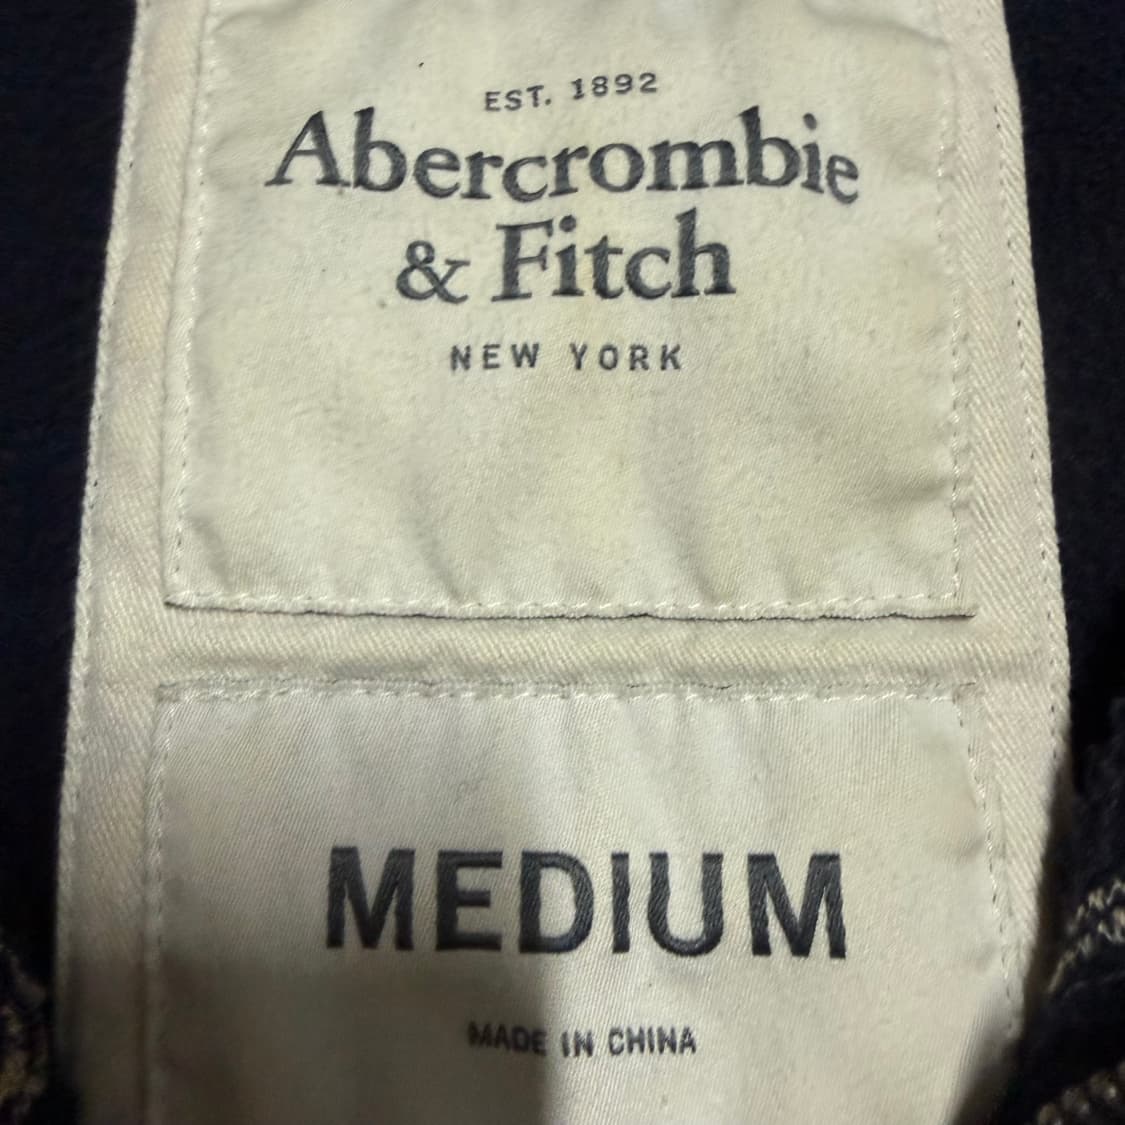 EST. 1892
Abercrombie
& Fitch
NEW YORK
MEDIUM
MADE IN CHINA